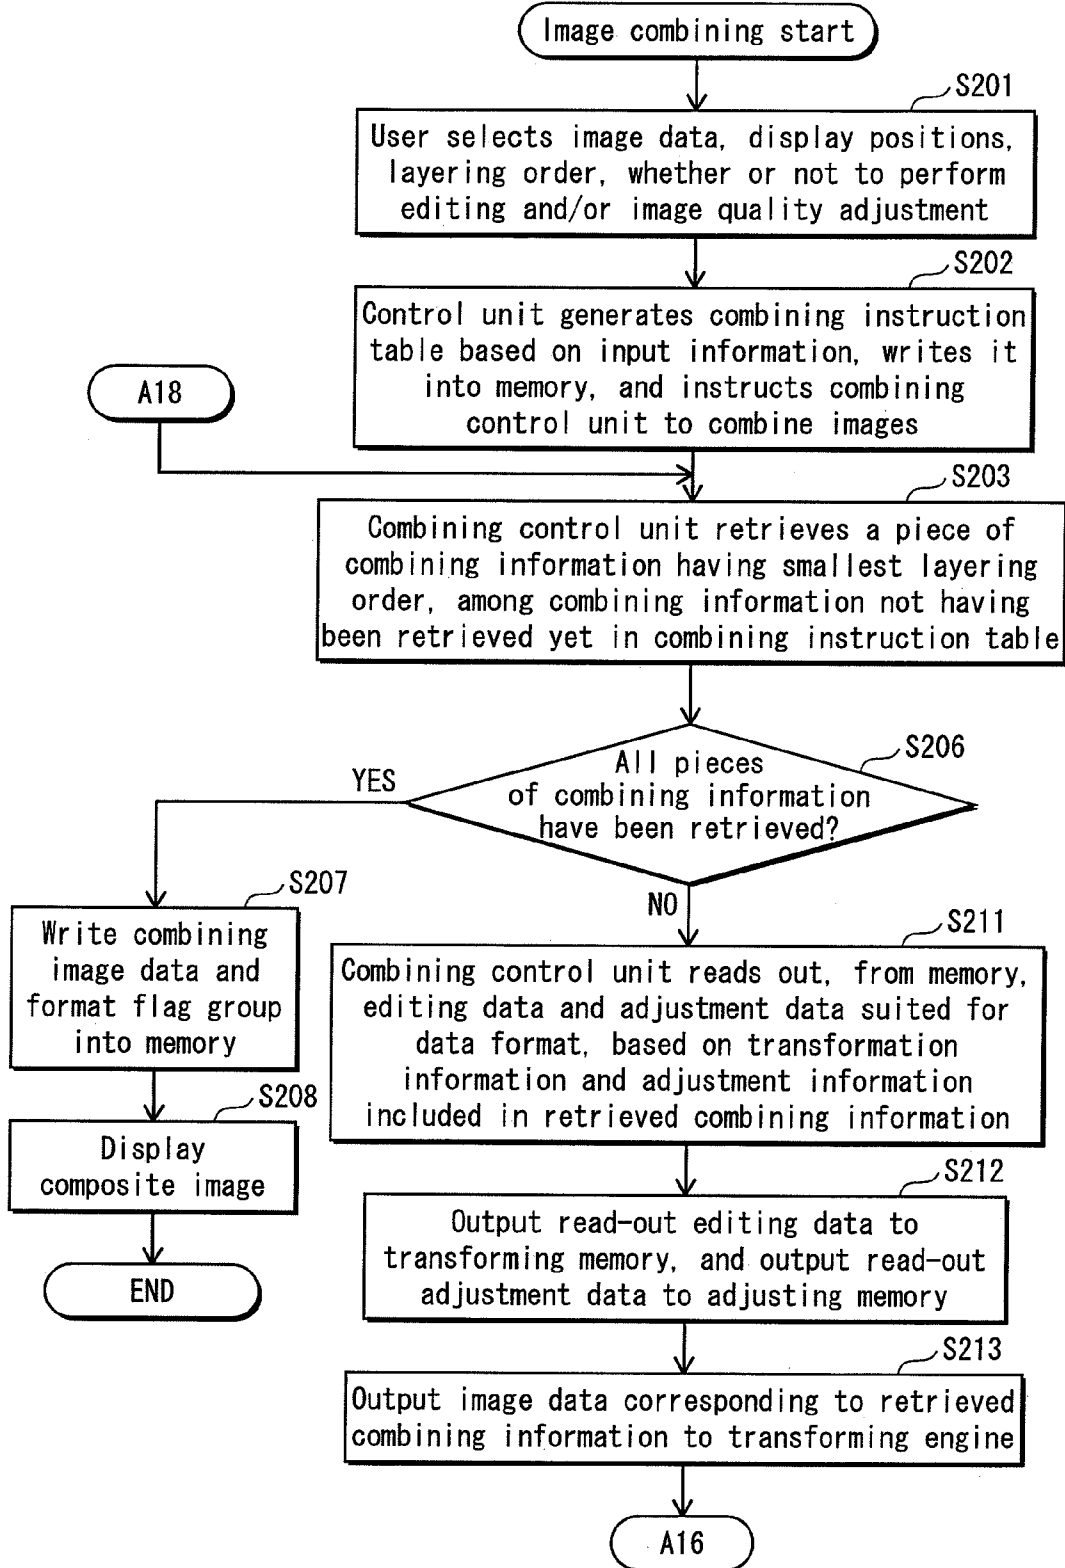 Image combining start
S201
User selects image data, display positions,
layering order, whether or not to perform
editing and/or image quality adjustment
S202
Control unit generates combining instruction
table based on input information, writes it
into memory, and instructs combining
control unit to combine images
A18
S203
Combining control unit retrieves a piece of
combining information having smallest layering
order, among combining information not having
been retrieved yet in combining instruction table
S206
All pieces
of combining information
have been retrieved?
YES
NO
S207
Write combining
image data and
format flag group
into memory
S208
Display
composite image
END
S211
Combining control unit reads out, from memory,
editing data and adjustment data suited for
data format, based on transformation
information and adjustment information
included in retrieved combining information
S212
Output read-out editing data to
transforming memory, and output read-out
adjustment data to adjusting memory
S213
Output image data corresponding to retrieved
combining information to transforming engine
A16